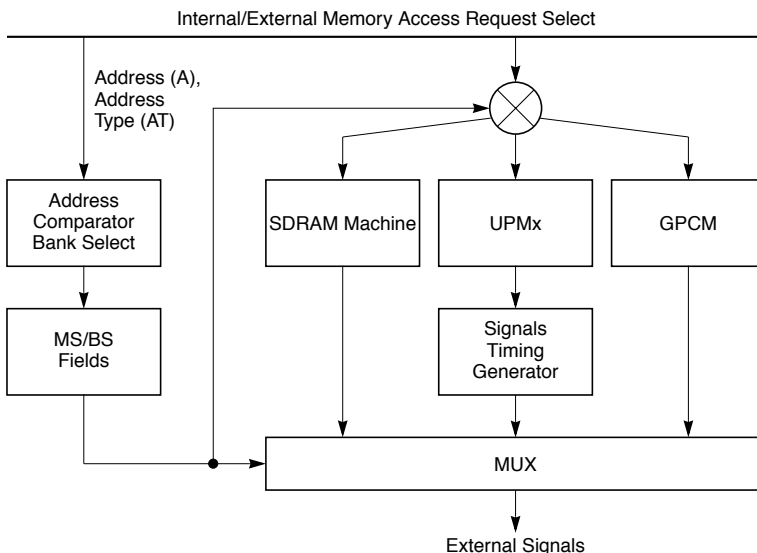 Internal/External Memory Access Request Select
Address (A),
Address
Type (AT)
Address
Comparator
Bank Select
SDRAM Machine
UPMx
GPCM
MS/BS
Fields
Signals
Timing
Generator
MUX
External Signals